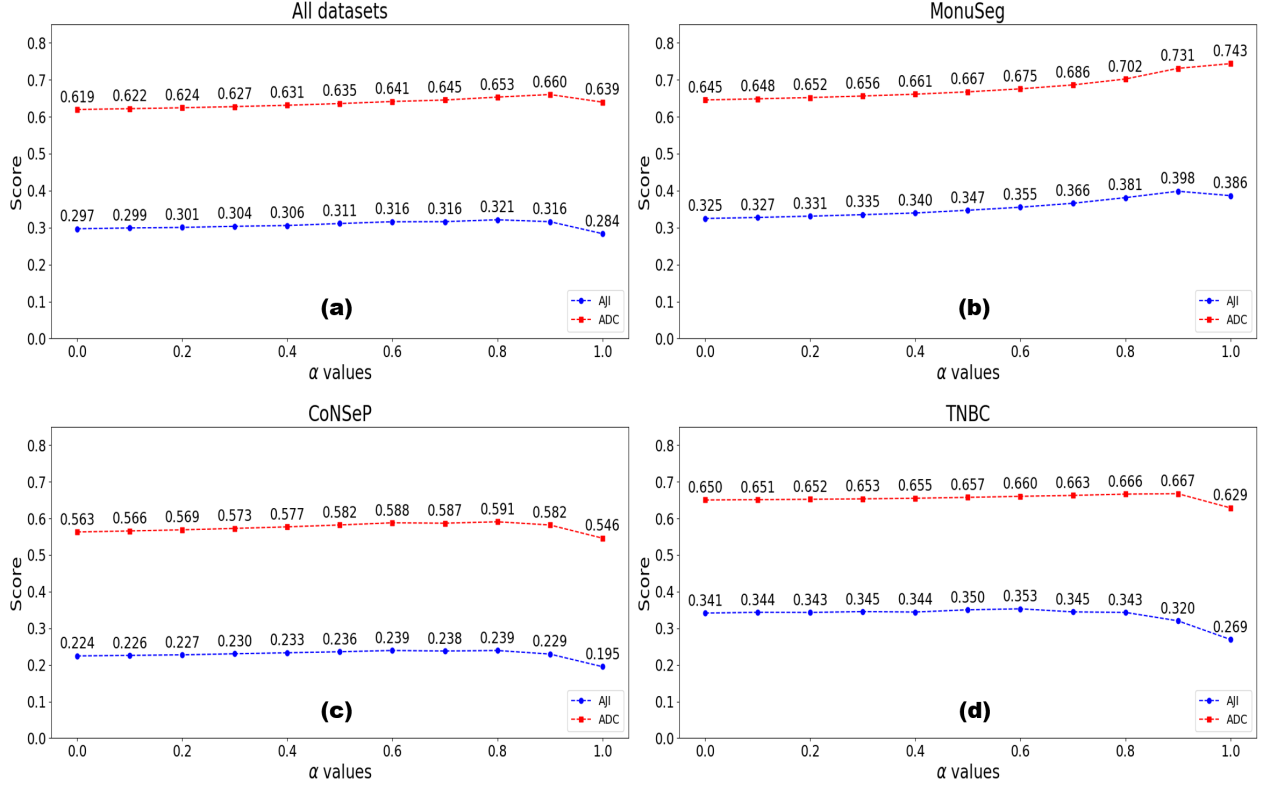 All datasets
0.8
0.7
0.6
0.5
0.4
0.3
0.2
0.1
0.0
Score
0.619 0.622 0.624 0.627 0.631 0.635 0.641 0.645 0.653 0.660 0.639
0.297 0.299 0.301 0.304 0.306 0.311 0.316 0.316 0.321 0.316 0.284
(a)
AJI
ADC
0.0 0.2 0.4 0.6 0.8 1.0
α values
MonuSeg
0.8
0.7
0.6
0.5
0.4
0.3
0.2
0.1
0.0
Score
0.645 0.648 0.652 0.656 0.661 0.667 0.675 0.686 0.702 0.731 0.743
0.325 0.327 0.331 0.335 0.340 0.347 0.355 0.366 0.381 0.398 0.386
(b)
AJI
ADC
0.0 0.2 0.4 0.6 0.8 1.0
α values
CoNSeP
0.8
0.7
0.6
0.5
0.4
0.3
0.2
0.1
0.0
Score
0.563 0.566 0.569 0.573 0.577 0.582 0.588 0.587 0.591 0.582 0.546
0.224 0.226 0.227 0.230 0.233 0.236 0.239 0.238 0.239 0.229 0.195
(c)
AJI
ADC
0.0 0.2 0.4 0.6 0.8 1.0
α values
TNBC
0.8
0.7
0.6
0.5
0.4
0.3
0.2
0.1
0.0
Score
0.650 0.651 0.652 0.653 0.655 0.657 0.660 0.663 0.666 0.667 0.629
0.341 0.344 0.343 0.345 0.344 0.350 0.353 0.345 0.343 0.320 0.269
(d)
AJI
ADC
0.0 0.2 0.4 0.6 0.8 1.0
α values